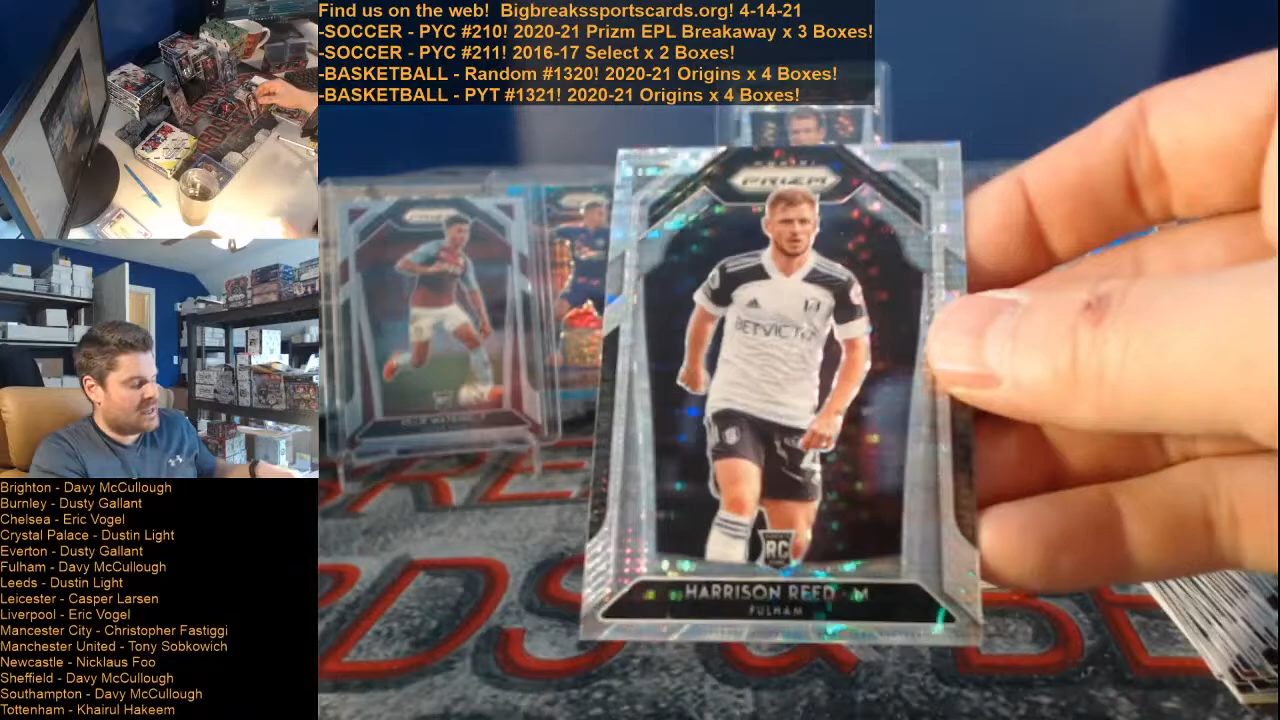 Find us on the web!  Bigbreakssportscards.org! 4-14-21
-SOCCER - PYC #210! 2020-21 Prizm EPL Breakaway x 3 Boxes!
-SOCCER - PYC #211! 2016-17 Select x 2 Boxes!
-BASKETBALL - Random #1320! 2020-21 Origins x 4 Boxes!
-BASKETBALL - PYT #1321! 2020-21 Origins x 4 Boxes!
PRIZM
BETVICTOR
RC
HARRISON REED - M
FULHAM
Brighton - Davy McCullough
Burnley - Dusty Gallant
Chelsea - Eric Vogel
Crystal Palace - Dustin Light
Everton - Dusty Gallant
Fulham - Davy McCullough
Leeds - Dustin Light
Leicester - Casper Larsen
Liverpool - Eric Vogel
Mancester City - Christopher Fastiggi
Manchester United - Tony Sobkowich
Newcastle - Nicklaus Foo
Sheffield - Davy McCullough
Southampton - Davy McCullough
Tottenham - Khairul Hakeem